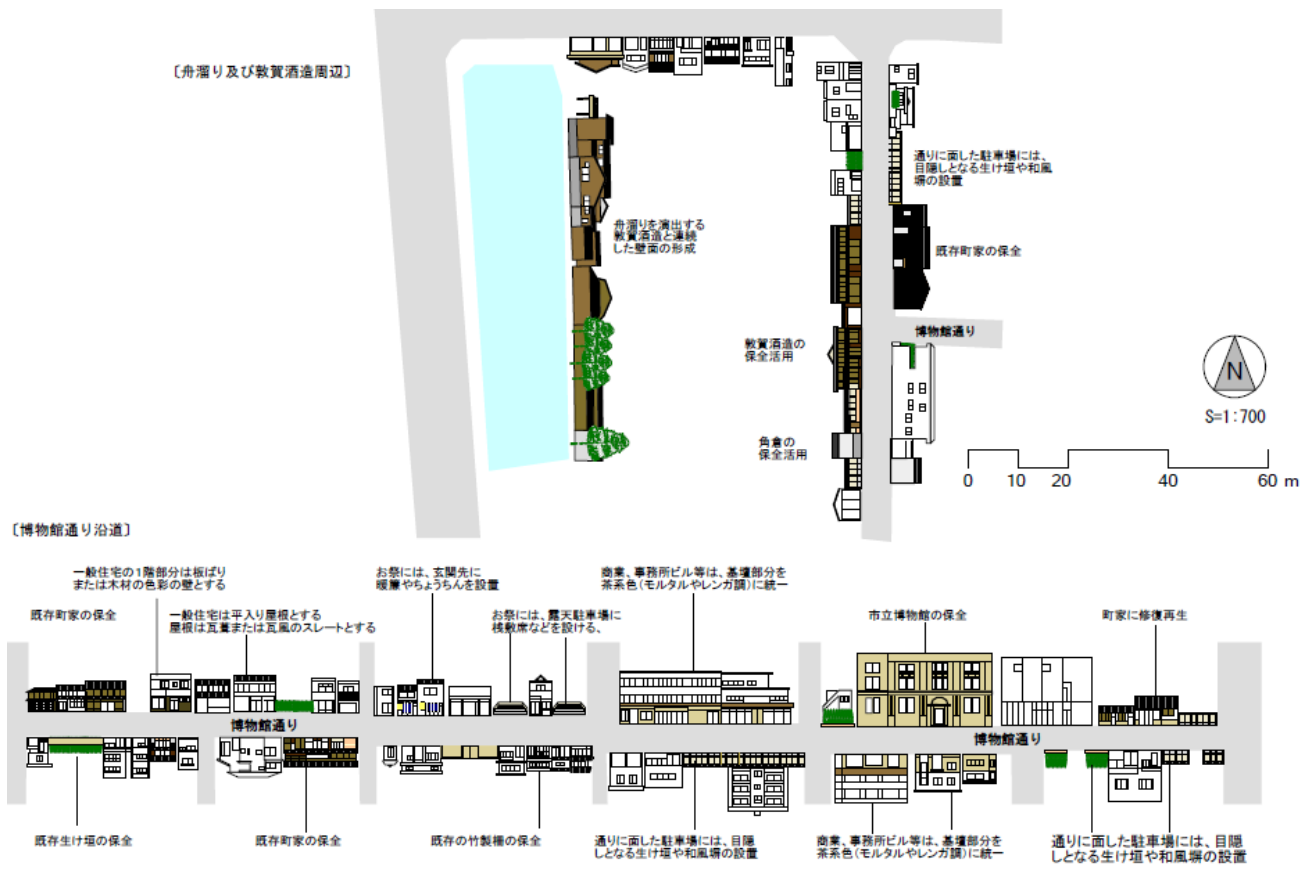 〔舟溜り及び敦賀酒造周辺〕
通りに面した駐車場には、
目隠しとなる生け垣や和風
塀の設置
舟溜りを演出する
敦賀酒造と連続
した壁面の形成
既存町家の保全
博物館通り
敦賀酒造の
保全活用
N
S=1:700
角倉の
保全活用
0 10 20 40 60 m
〔博物館通り沿道〕
一般住宅の1階部分は板ばり
または木材の色彩の壁とする
お祭には、玄関先に
暖簾やちょうちんを設置
商業、事務所ビル等は、基壇部分を
茶系色(モルタルやレンガ調)に統一
既存町家の保全
一般住宅は平入り屋根とする
屋根は瓦葺または瓦風のスレートとする
お祭には、露天駐車場に
桟敷席などを設ける、
市立博物館の保全
町家に修復再生
博物館通り
博物館通り
既存生け垣の保全
既存町家の保全
既存の竹製柵の保全
通りに面した駐車場には、目隠
しとなる生け垣や和風塀の設置
商業、事務所ビル等は、基壇部分を
茶系色(モルタルやレンガ調)に統一
通りに面した駐車場には、目隠
しとなる生け垣や和風塀の設置